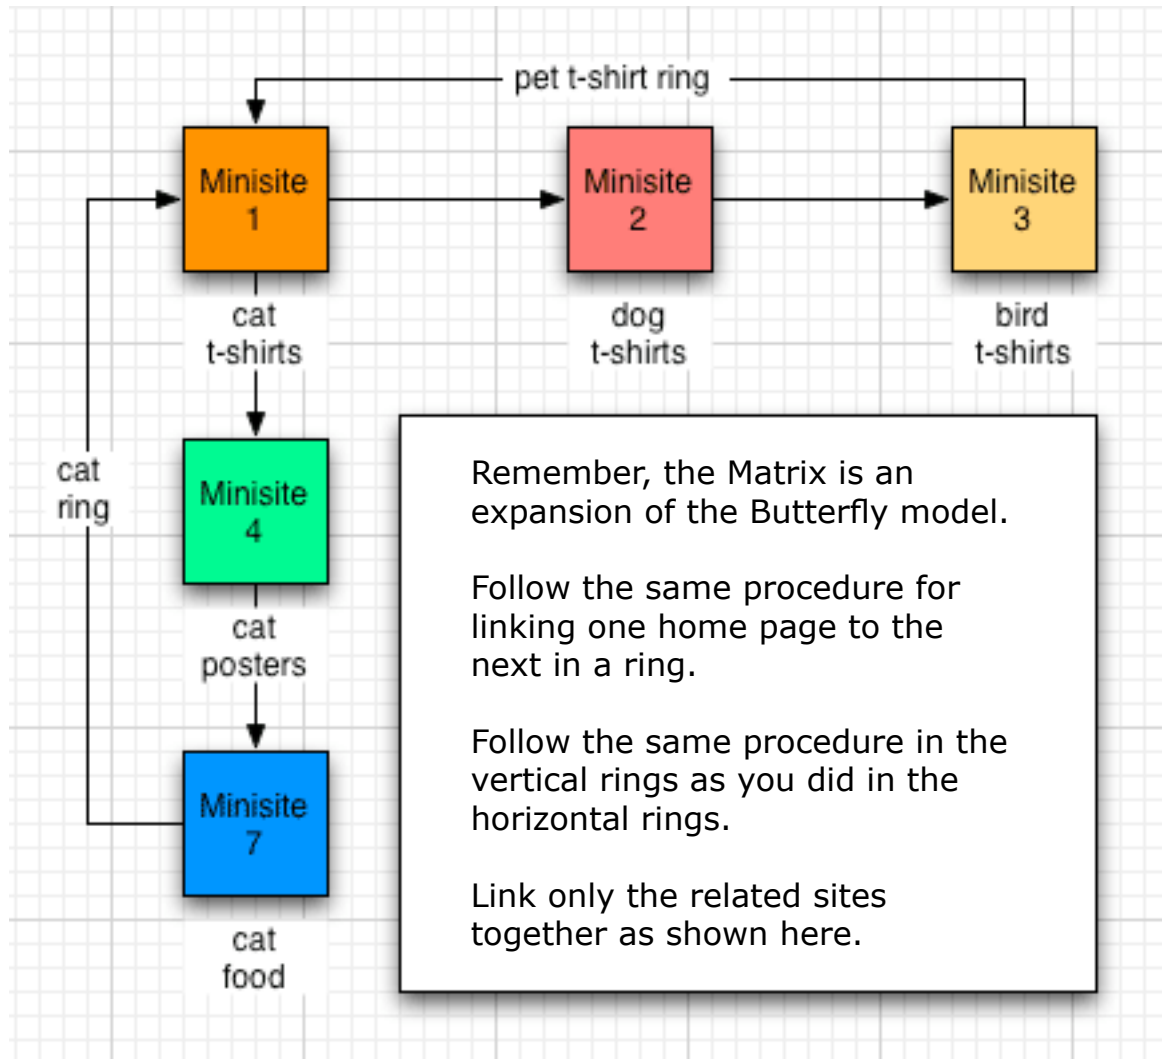 pet t-shirt ring
Minisite
1
Minisite
2
Minisite
3
cat
t-shirts
dog
t-shirts
bird
t-shirts
cat
ring
Minisite
4
cat
posters
Minisite
7
cat
food
Remember, the Matrix is an
expansion of the Butterfly model.
Follow the same procedure for
linking one home page to the
next in a ring.
Follow the same procedure in the
vertical rings as you did in the
horizontal rings.
Link only the related sites
together as shown here.